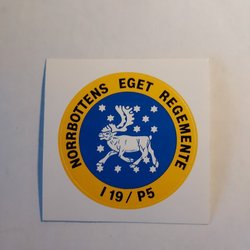 NORRBOTTENS EGET REGEMENTE
I 19 / P5